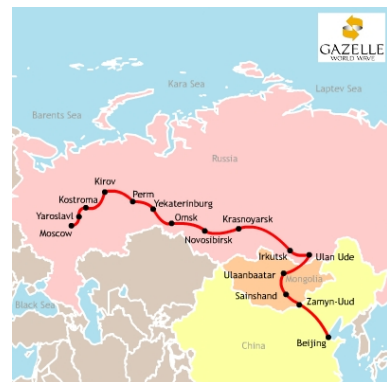 GAZELLE
WORLD WAVE
Kara Sea
Laptev Sea
Barents Sea
Russia
Kirov
Kostroma
Perm
Yekaterinburg
Yaroslavl
Omsk
Krasnoyarsk
Moscow
Novosibirsk
Irkutsk
Ulan Ude
Ulaanbaatar
Mongolia
Sainshand
Zamyn-Uud
Black Sea
Beijing
China